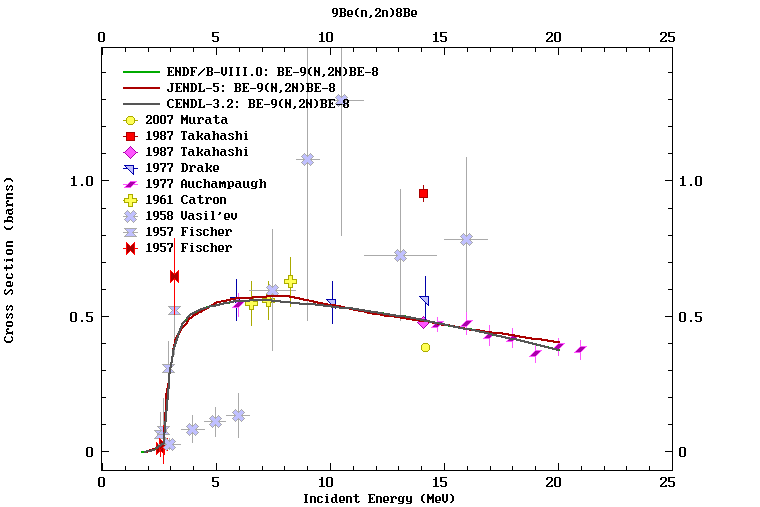 9Be(n,2n)8Be
0 5 10 15 20 25
ENDF/B-VIII.0: BE-9(N,2N)BE-8
JENDL-5: BE-9(N,2N)BE-8
CENDL-3.2: BE-9(N,2N)BE-8
2007 Murata
1987 Takahashi
1987 Takahashi
1977 Drake
1977 Auchampaugh
1961 Catron
1958 Vasil'ev
1957 Fischer
1957 Fischer
1.0 1.0
0.5 0.5
0 0
Cross Section (barns)
0 5 10 15 20 25
Incident Energy (MeV)